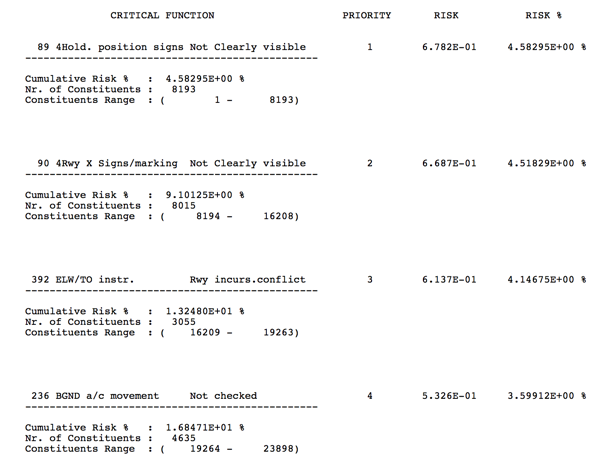 CRITICAL FUNCTION PRIORITY RISK RISK %
89 4Hold. position signs Not Clearly visible 1 6.782E-01 4.58295E+00 %
------------------------------------------------
Cumulative Risk % : 4.58295E+00 %
Nr. of Constituents : 8193
Constituents Range : ( 1 - 8193)
90 4Rwy X Signs/marking Not Clearly visible 2 6.687E-01 4.51829E+00 %
------------------------------------------------
Cumulative Risk % : 9.10125E+00 %
Nr. of Constituents : 8015
Constituents Range : ( 8194 - 16208)
392 ELW/TO instr. Rwy incurs.conflict 3 6.137E-01 4.14675E+00 %
------------------------------------------------
Cumulative Risk % : 1.32480E+01 %
Nr. of Constituents : 3055
Constituents Range : ( 16209 - 19263)
236 BGND a/c movement Not checked 4 5.326E-01 3.59912E+00 %
------------------------------------------------
Cumulative Risk % : 1.68471E+01 %
Nr. of Constituents : 4635
Constituents Range : ( 19264 - 23898)